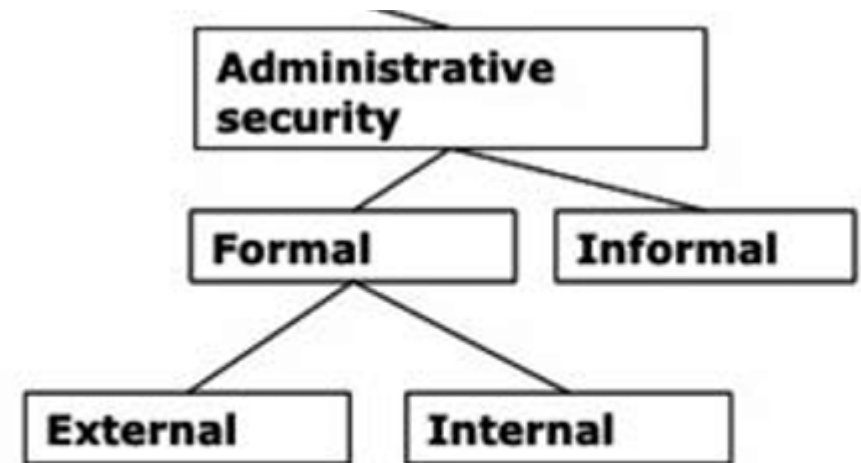 Administrative
security
Formal
Informal
External
Internal